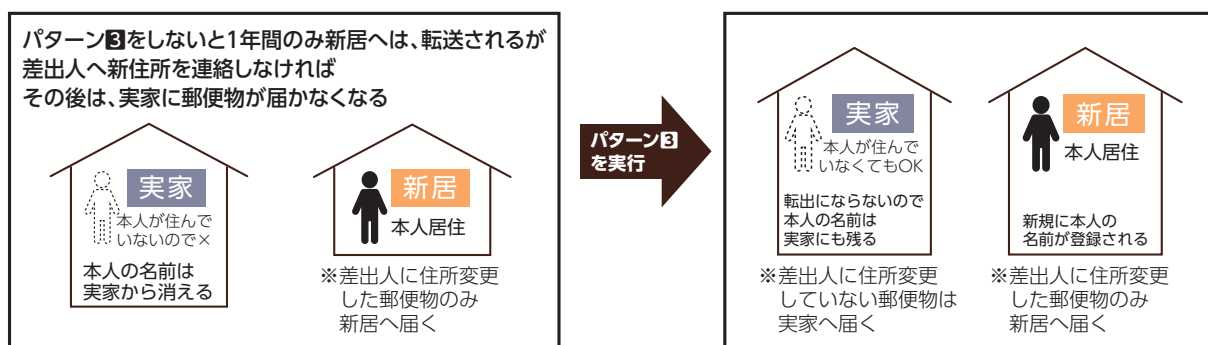 パターン3をしないと1年間のみ新居へは、転送されるが
差出人へ新住所を連絡しなければ
その後は、実家に郵便物が届かなくなる
実家
本人が住んで
いないので×
本人の名前は
実家から消える
新居
本人居住
※差出人に住所変更
した郵便物のみ
新居へ届く
パターン3
を実行
実家
本人が住んで
いなくてもOK
転出にならないので
本人の名前は
実家にも残る
※差出人に住所変更
していない郵便物は
実家へ届く
新居
本人居住
新規に本人の
名前が登録される
※差出人に住所変更
した郵便物のみ
新居へ届く